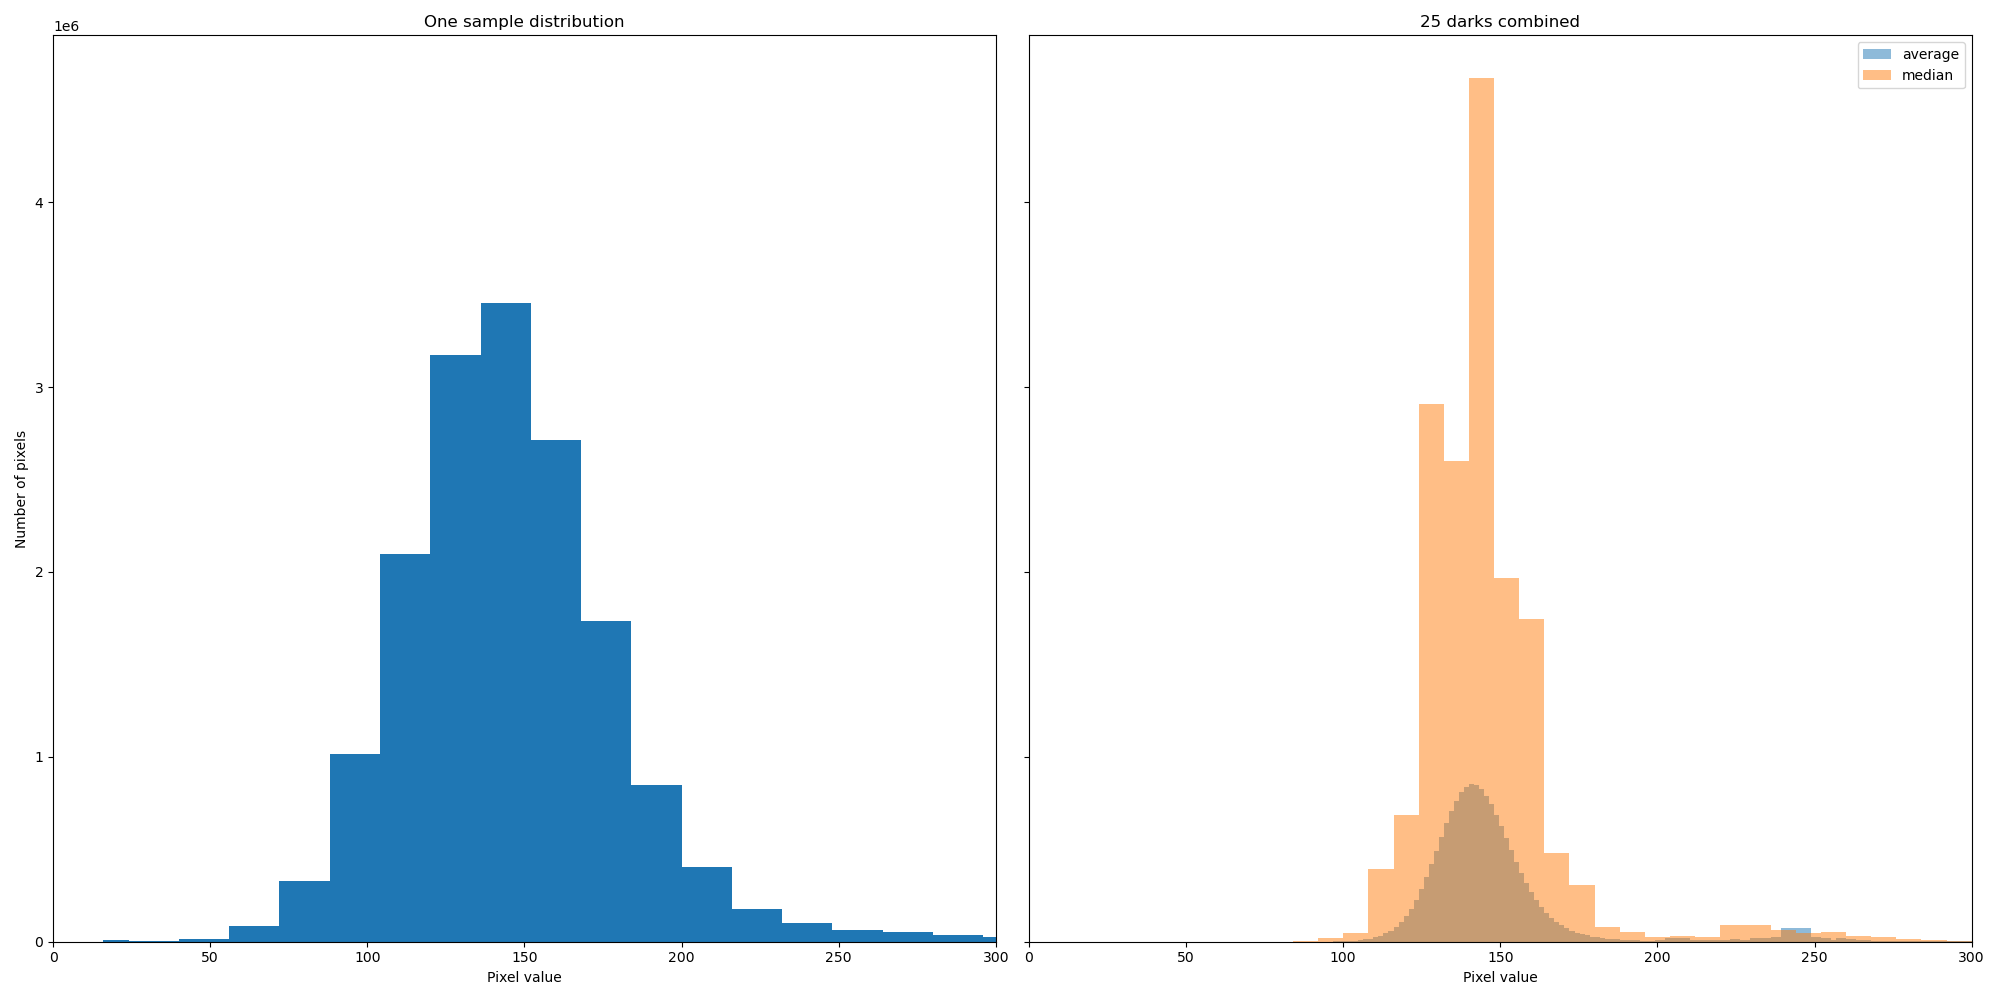 One sample distribution
1e6
Number of pixels
4
3
2
1
0
0 50 100 150 200 250 300
Pixel value
25 darks combined
average
median
0 50 100 150 200 250 300
Pixel value